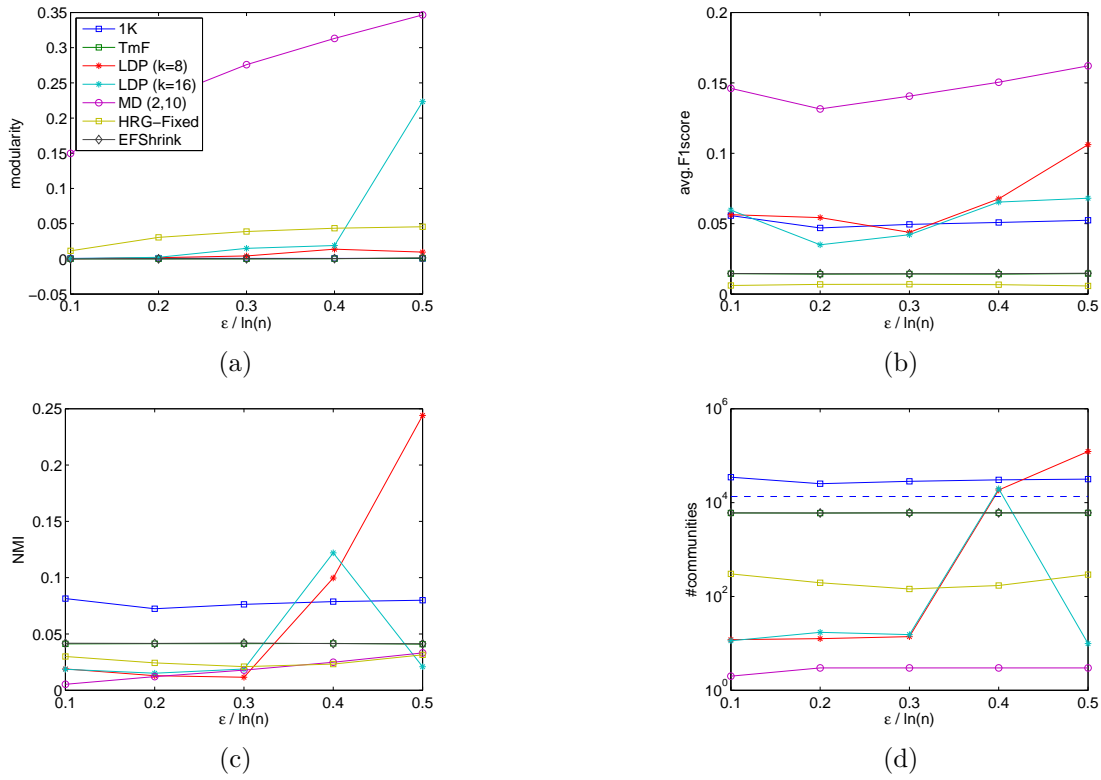 0.35
0.3
0.25
0.2
0.15
0.1
0.05
0
−0.05
modularity
1K
TmF
LDP (k=8)
LDP (k=16)
MD (2,10)
HRG−Fixed
EFShrink
0.1 0.2 0.3 0.4 0.5
ε / ln(n)
(a)
0.2
0.15
0.1
0.05
0
avg.F1score
0.1 0.2 0.3 0.4 0.5
ε / ln(n)
(b)
0.25
0.2
0.15
0.1
0.05
0
NMI
0.1 0.2 0.3 0.4 0.5
ε / ln(n)
(c)
10^6
10^4
10^2
10^0
#communities
0.1 0.2 0.3 0.4 0.5
ε / ln(n)
(d)